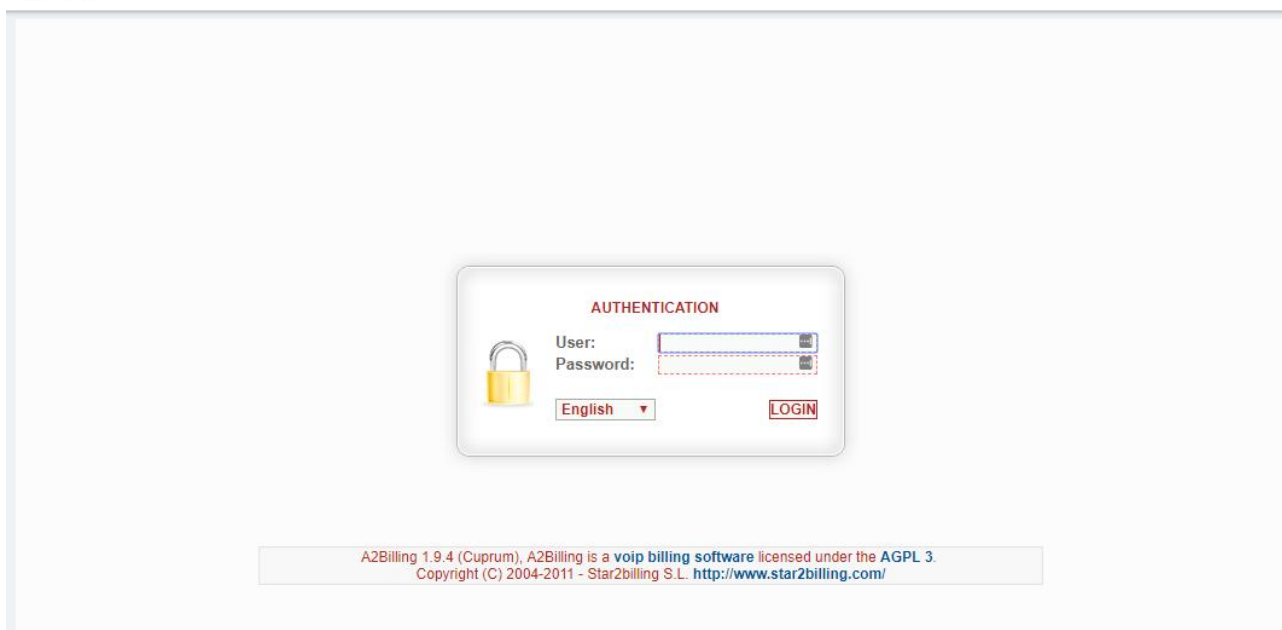 AUTHENTICATION
User:
Password:
English
LOGIN
A2Billing 1.9.4 (Cuprum), A2Billing is a voip billing software licensed under the AGPL 3.
Copyright (C) 2004-2011 - Star2billing S.L. http://www.star2billing.com/